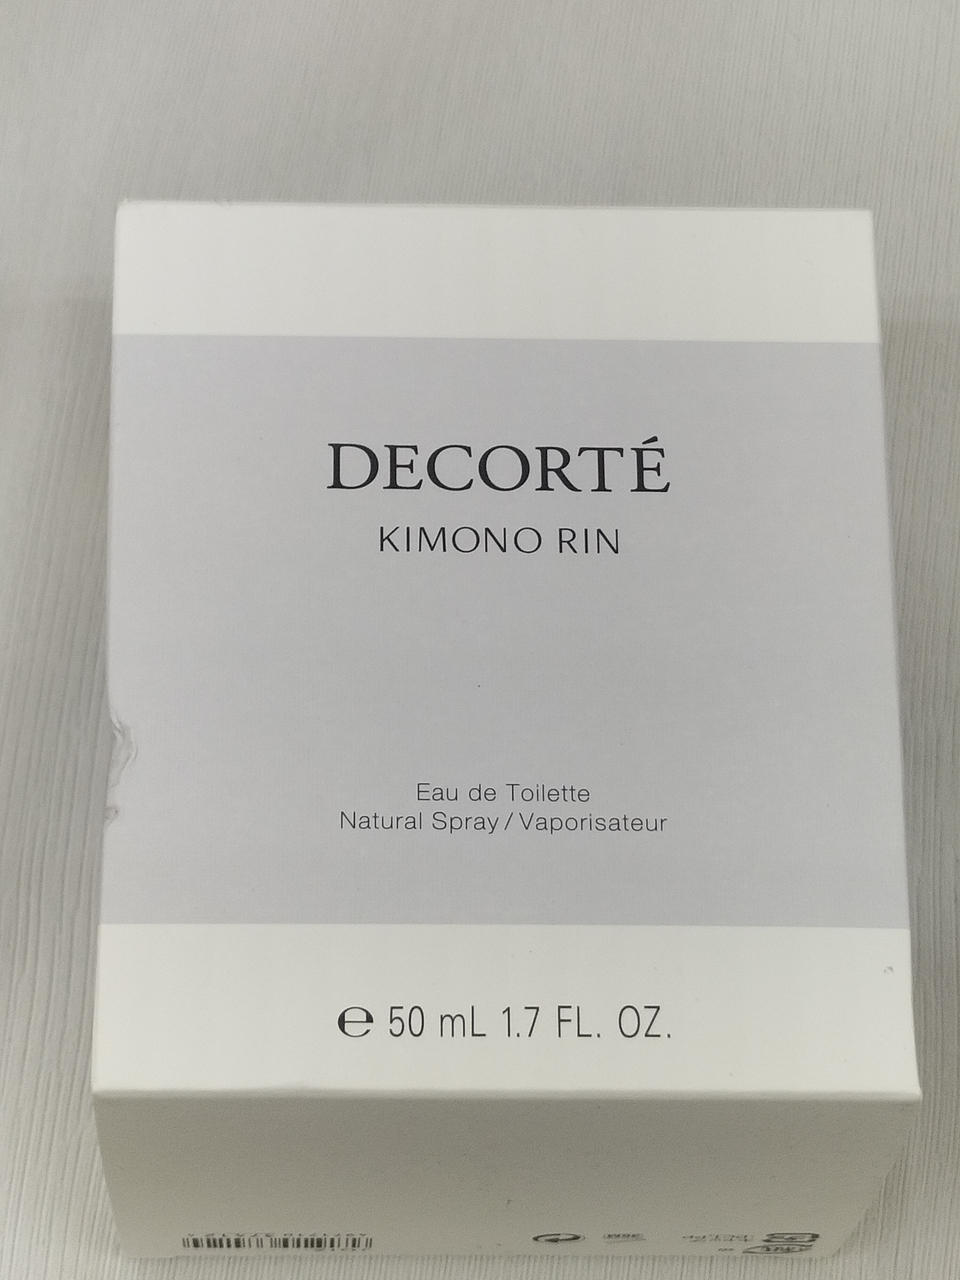 DECORTÉ
KIMONO RIN
Eau de Toilette
Natural Spray / Vaporisateur
℮ 50 mL 1.7 FL. OZ.